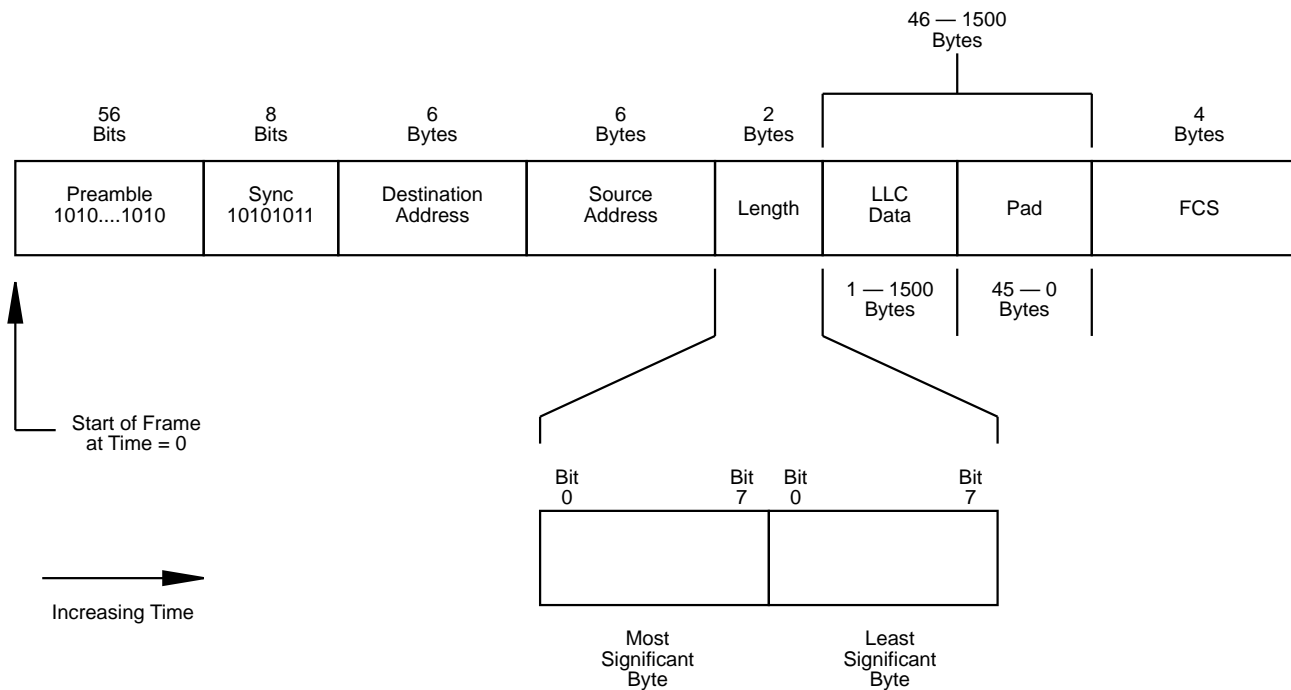 46 — 1500
Bytes
56
Bits
8
Bits
6
Bytes
6
Bytes
2
Bytes
4
Bytes
Preamble
1010....1010
Sync
10101011
Destination
Address
Source
Address
Length
LLC
Data
Pad
FCS
1 — 1500
Bytes
45 — 0
Bytes
Start of Frame
at Time = 0
Bit
0
Bit
7
Bit
0
Bit
7
Increasing Time
Most
Significant
Byte
Least
Significant
Byte